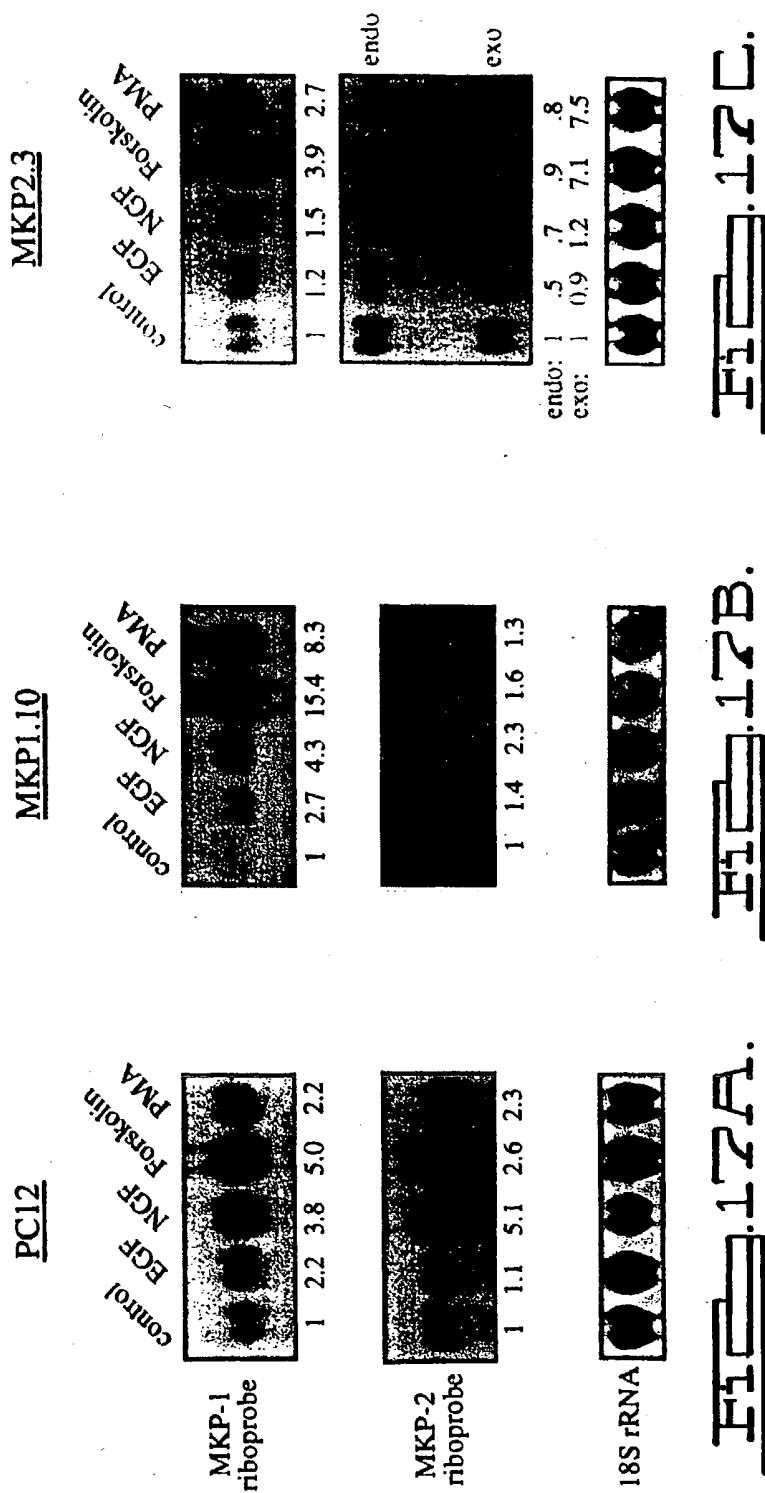 PC12
control EGF NGF Forskolin PMA
MKP-1
riboprobe
1 2.2 3.8 5.0 2.2
MKP-2
riboprobe
1 1.1 5.1 2.6 2.3
18S rRNA
Fig. 17A.
MKP1.10
control EGF NGF Forskolin PMA
1 2.7 4.3 15.4 8.3
1 1.4 2.3 1.6 1.3
Fig. 17B.
MKP2.3
control EGF NGF Forskolin PMA
1 1.2 1.5 3.9 2.7
endo
exo
endo: 1 .5 .7 .9 .8
exo: 1 0.9 1.2 7.1 7.5
Fig. 17C.